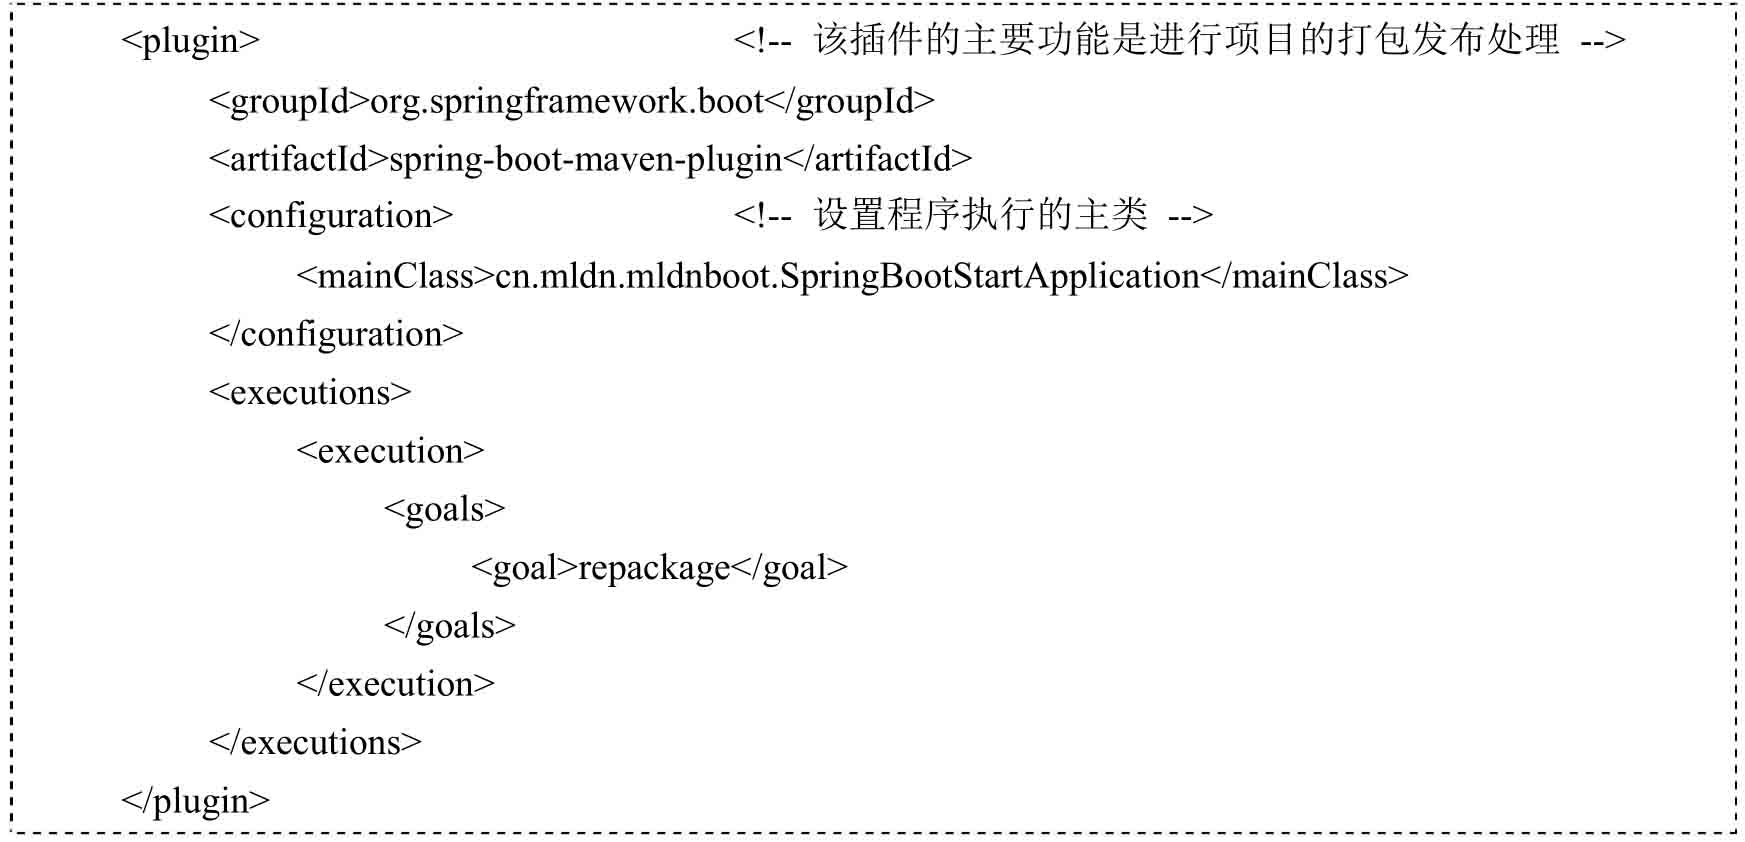 <plugin> <!-- 该插件的主要功能是进行项目的打包发布处理 -->
<groupId>org.springframework.boot</groupId>
<artifactId>spring-boot-maven-plugin</artifactId>
<configuration> <!-- 设置程序执行的主类 -->
<mainClass>cn.mldn.mldnboot.SpringBootStartApplication</mainClass>
</configuration>
<executions>
<execution>
<goals>
<goal>repackage</goal>
</goals>
</execution>
</executions>
</plugin>